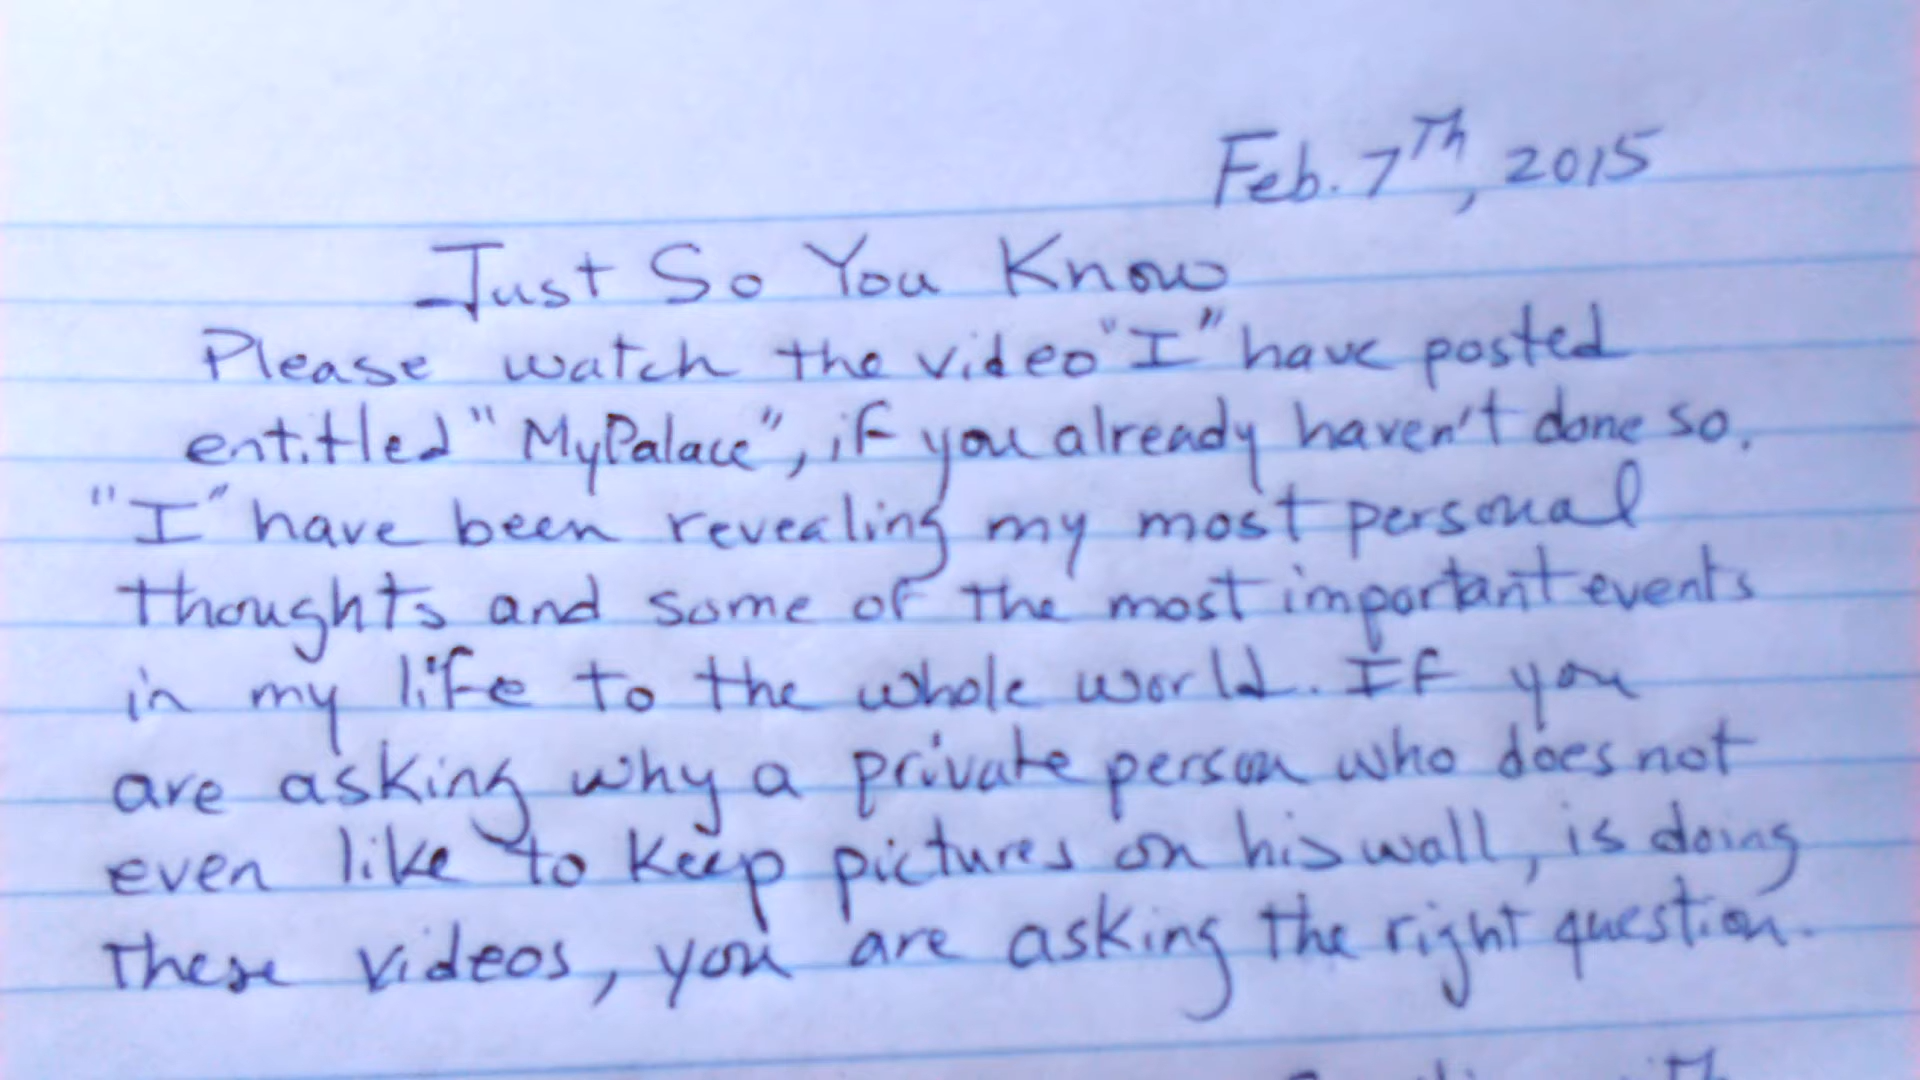 Feb. 7Th, 2015
Just So You Know
Please watch the video "I" have posted
entitled "MyPalace", if you already haven't done so.
"I" have been revealing my most personal
thoughts and some of the most important events
in my life to the whole world. If you
are asking why a private person who does not
even like to keep pictures on his wall, is doing
these videos, you are asking the right question.